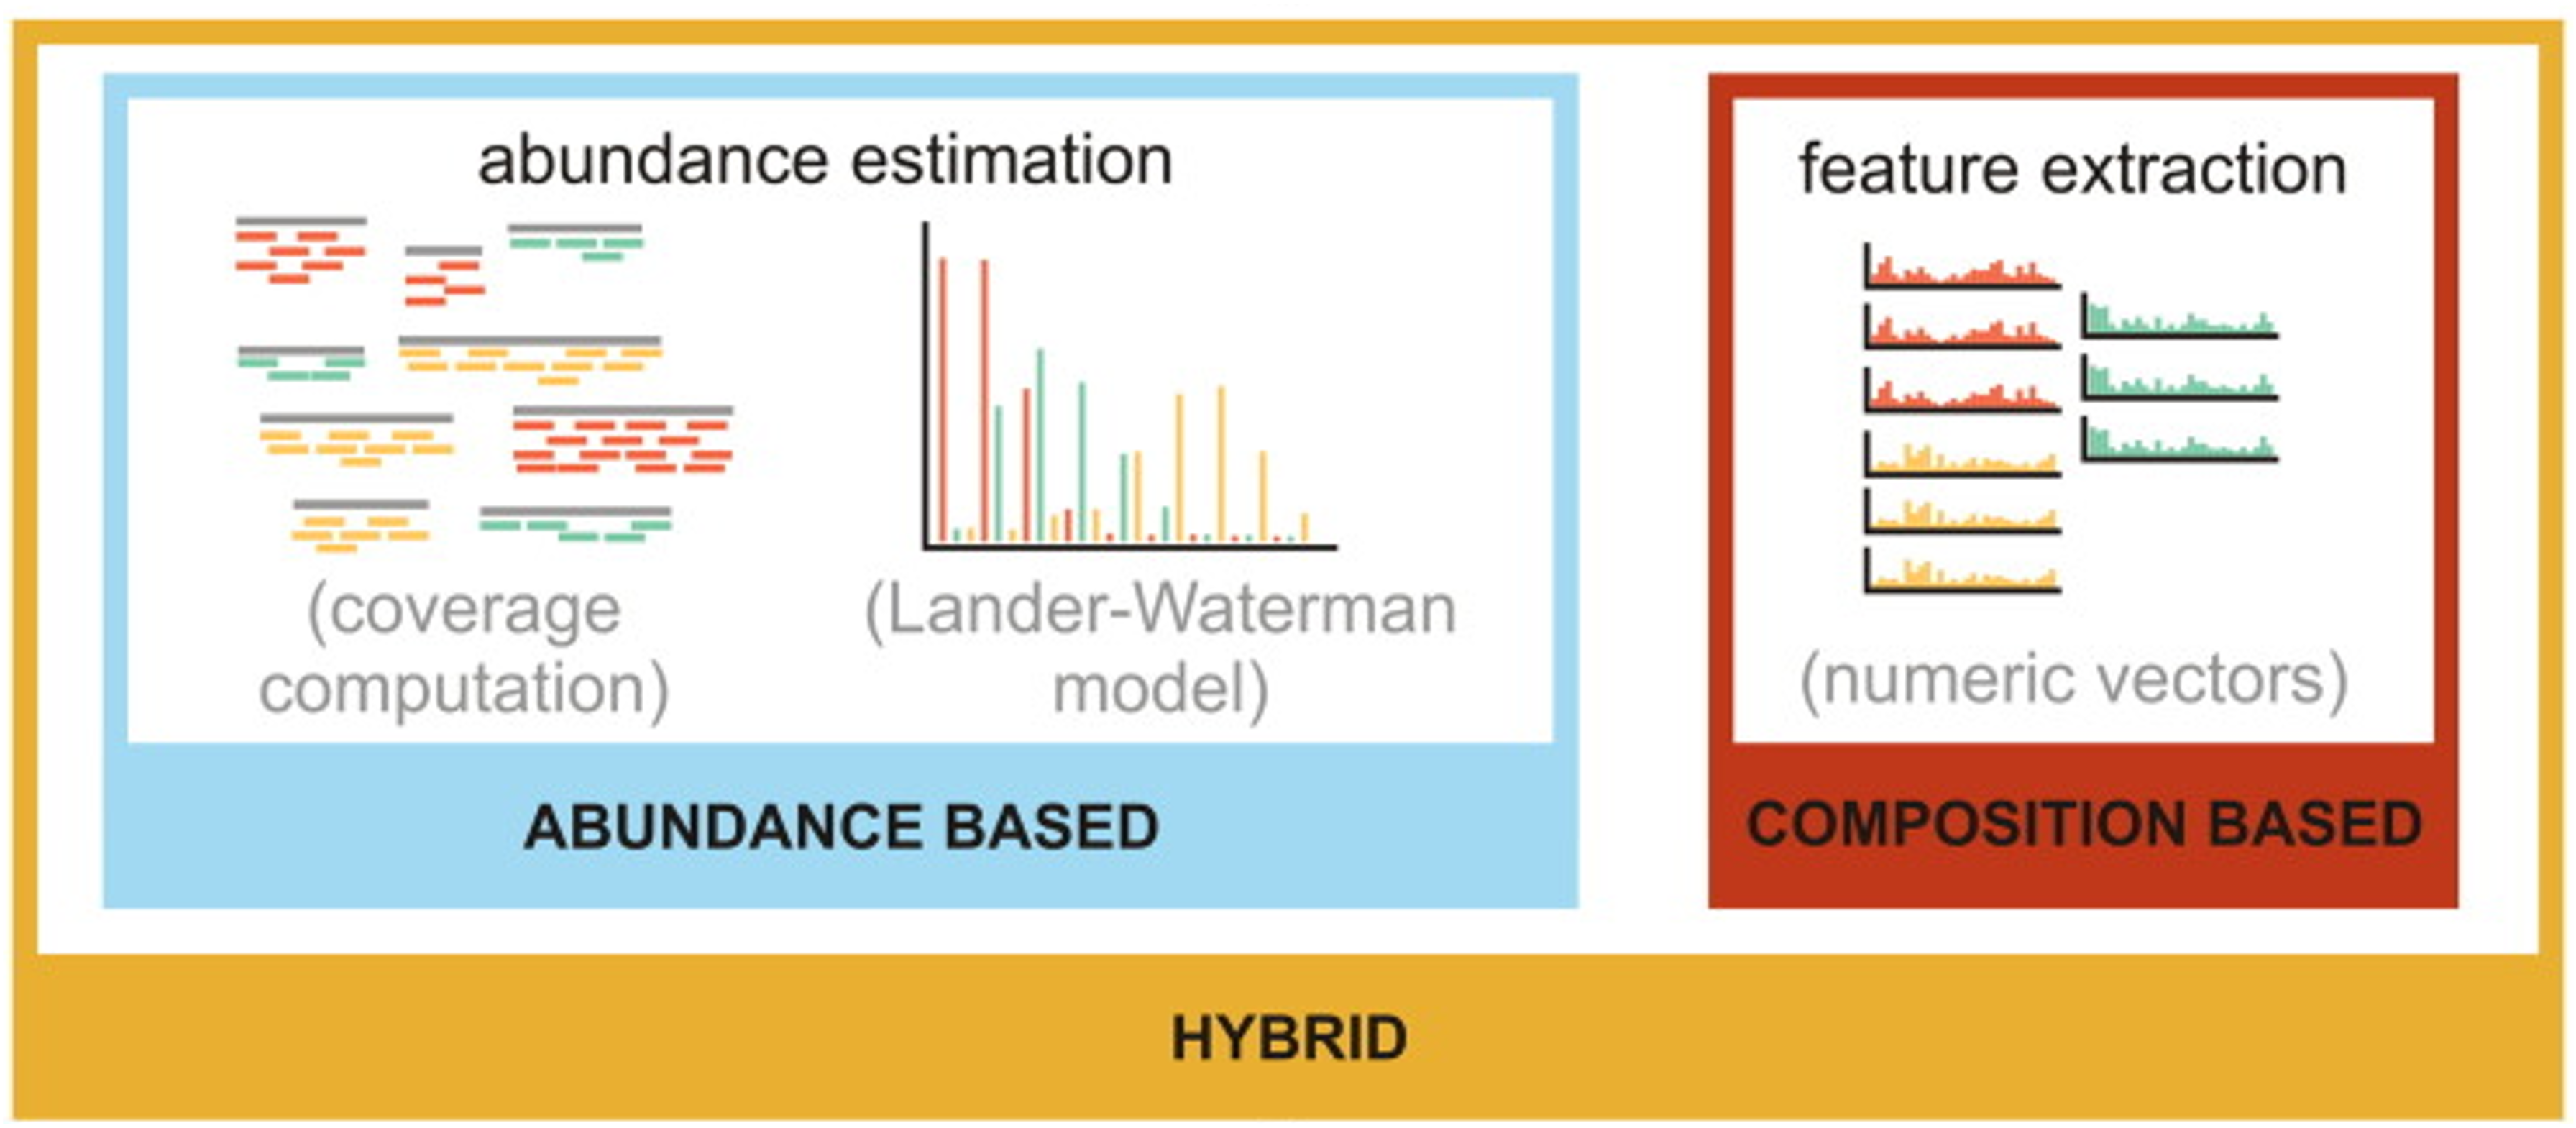 abundance estimation
(coverage
computation)
(Lander-Waterman
model)
ABUNDANCE BASED
feature extraction
(numeric vectors)
COMPOSITION BASED
HYBRID